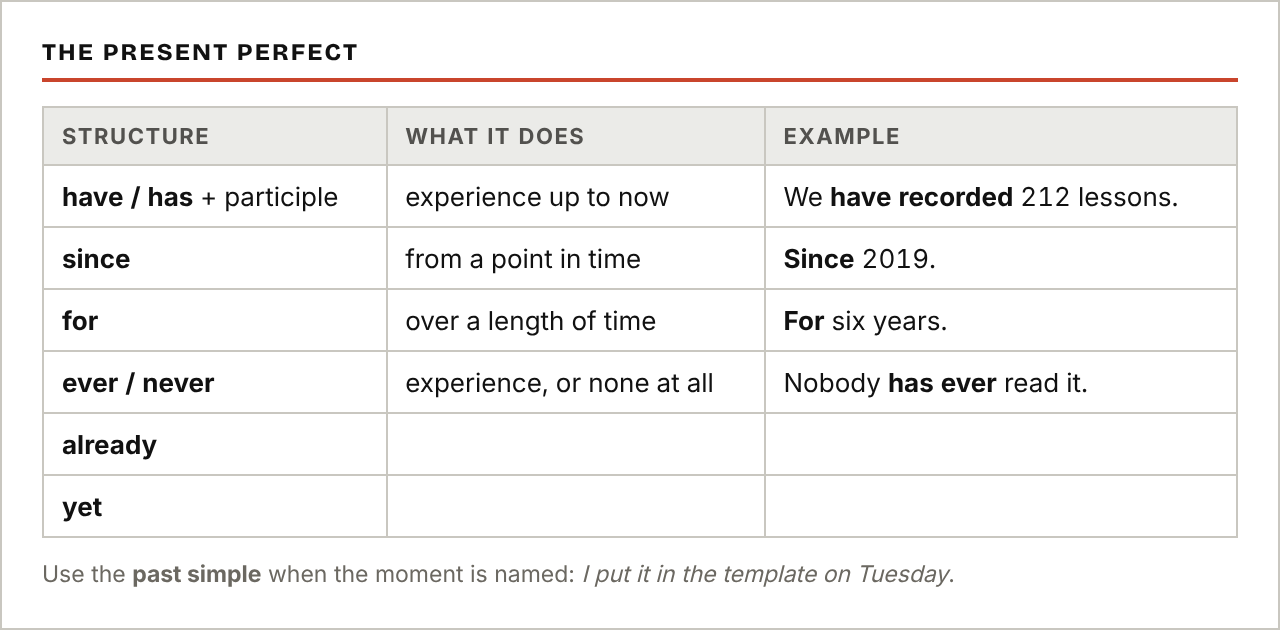 THE PRESENT PERFECT
STRUCTURE WHAT IT DOES EXAMPLE
have / has + participle experience up to now We have recorded 212 lessons.
since from a point in time Since 2019.
for over a length of time For six years.
ever / never experience, or none at all Nobody has ever read it.
already
yet
Use the past simple when the moment is named: I put it in the template on Tuesday.